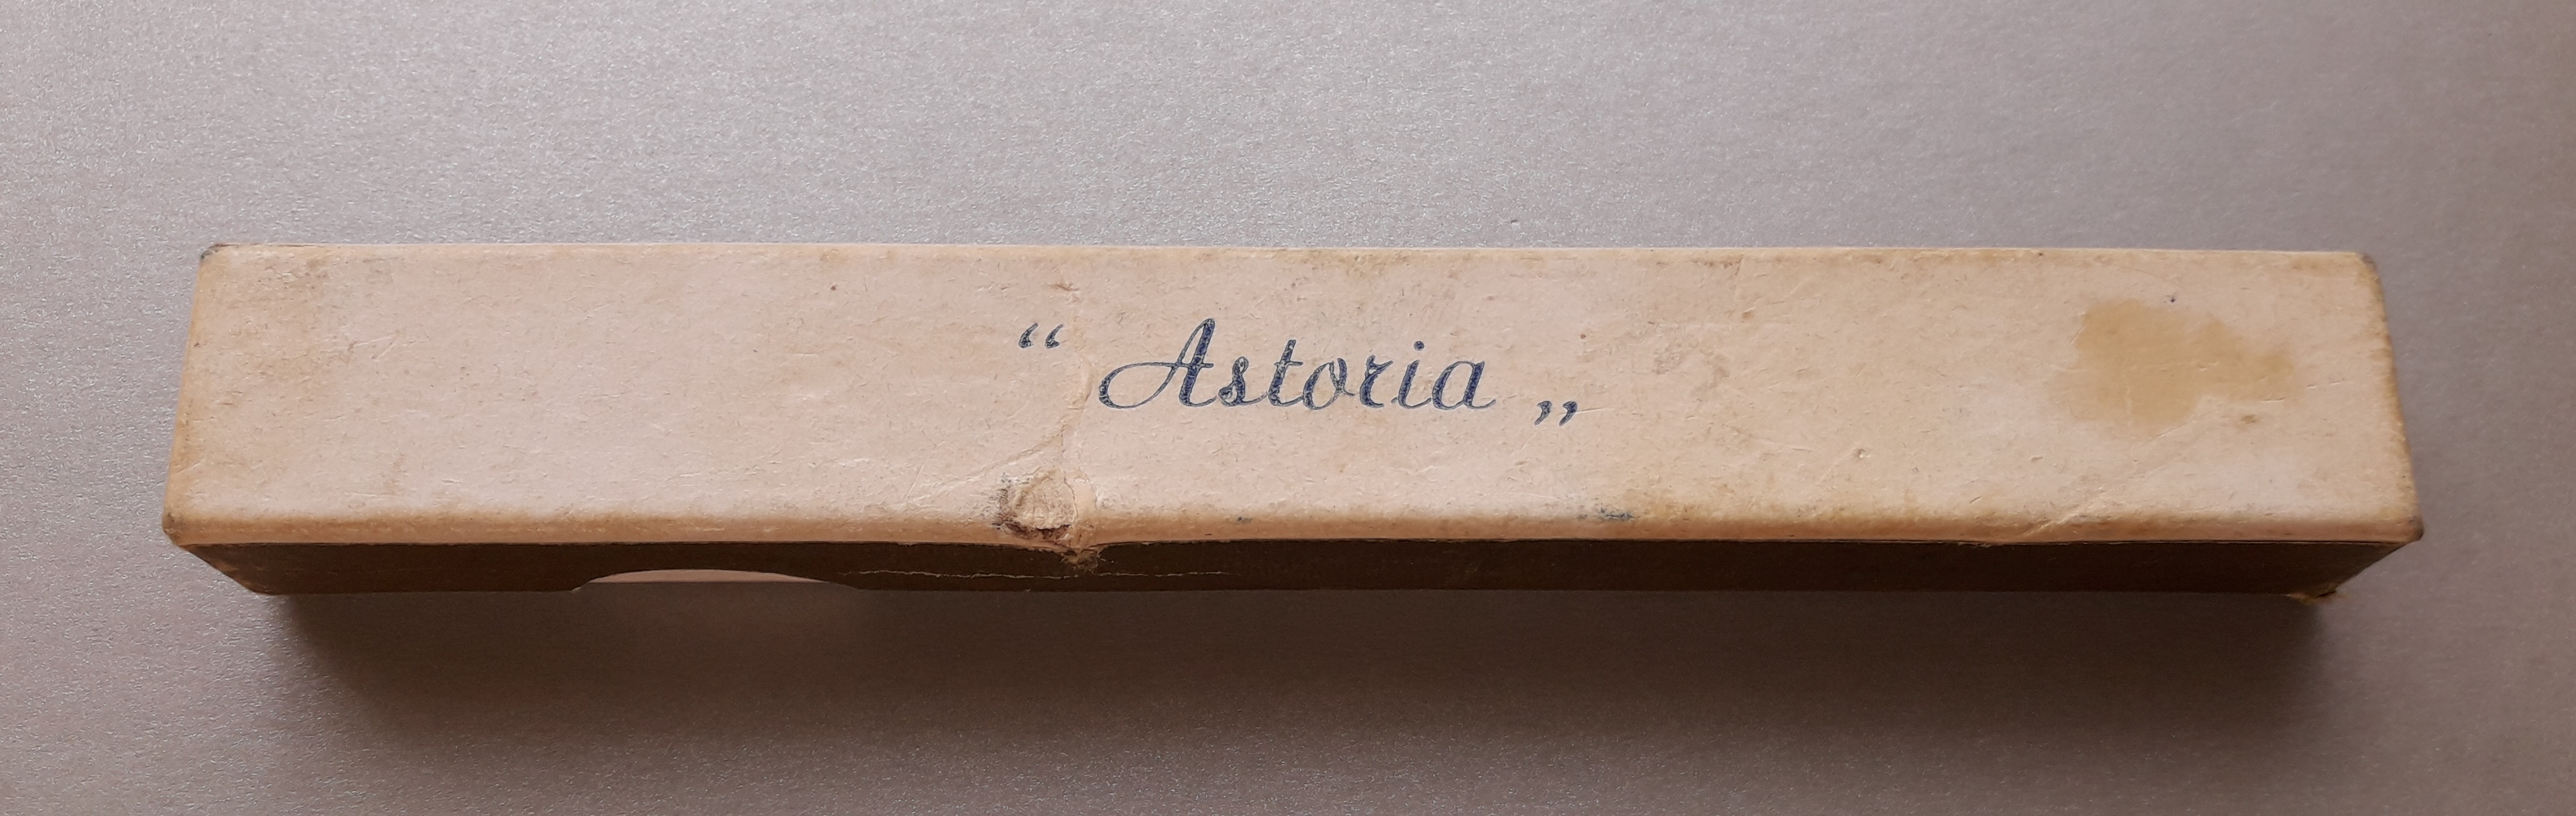 “ Astoria „